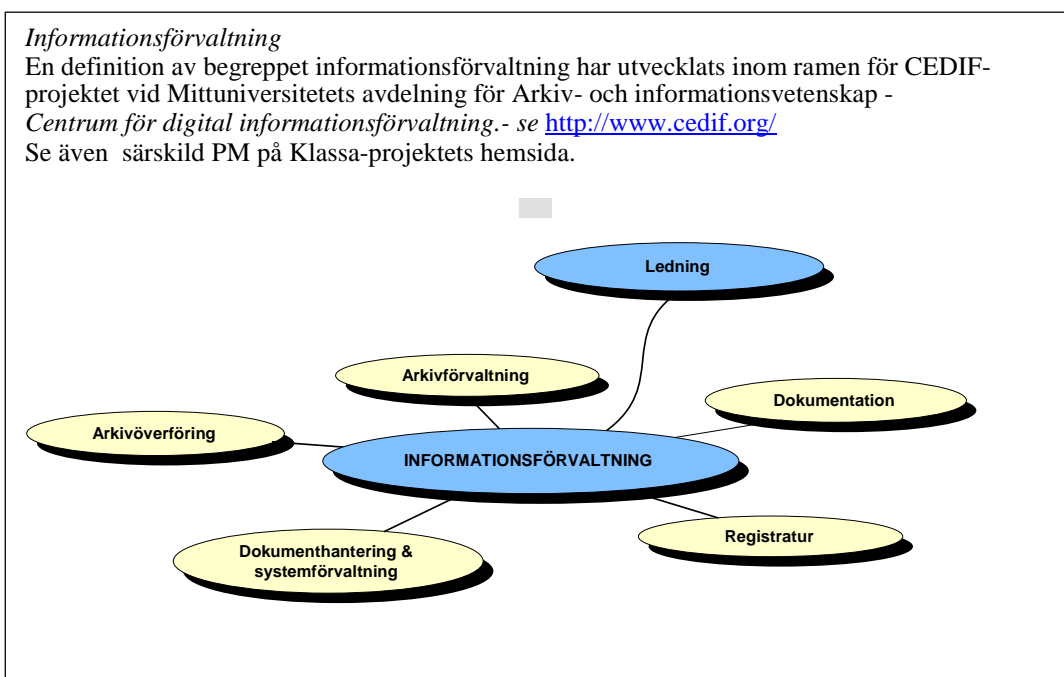 Informationsförvaltning
En definition av begreppet informationsförvaltning har utvecklats inom ramen för CEDIF-
projektet vid Mittuniversitetets avdelning för Arkiv- och informationsvetenskap -
Centrum för digital informationsförvaltning.- se http://www.cedif.org/
Se även  särskild PM på Klassa-projektets hemsida.
Ledning
Arkivförvaltning
Dokumentation
Arkivöverföring
INFORMATIONSFÖRVALTNING
Registratur
Dokumenthantering &
systemförvaltning